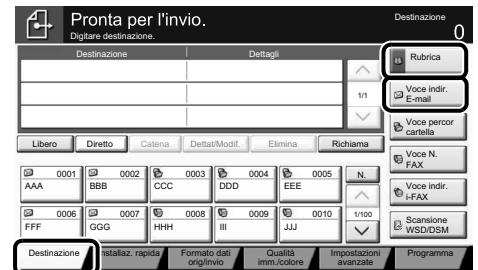 Pronta per l'invio.
Digitare destinazione.
Destinazione
0
Destinazione
Dettagli
1/1
Rubrica
Voce indir.
E-mail
Voce percor
cartella
Voce N.
FAX
Voce indir.
i-FAX
Scansione
WSD/DSM
Libero
Diretto
Catena
Dettat/Modif.
Elimina
Richiama
0001
AAA
0002
BBB
0003
CCC
0004
DDD
0005
EEE
N.
0006
FFF
0007
GGG
0008
HHH
0009
III
0010
JJJ
1/100
Destinazione
Installaz. rapida
Formato dati
orig/invio
Qualità
imm./colore
Impostazioni
avanzate
Programma